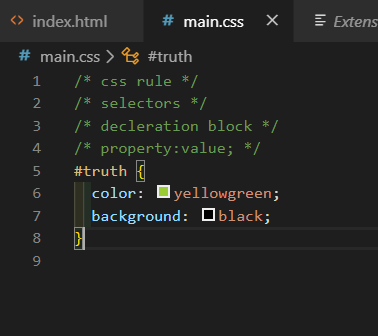 <> index.html
# main.css ×
Extens
# main.css > #truth
1 /* css rule */
2 /* selectors */
3 /* decleration block */
4 /* property:value; */
5 #truth {
6 color: yellowgreen;
7 background: black;
8 }
9